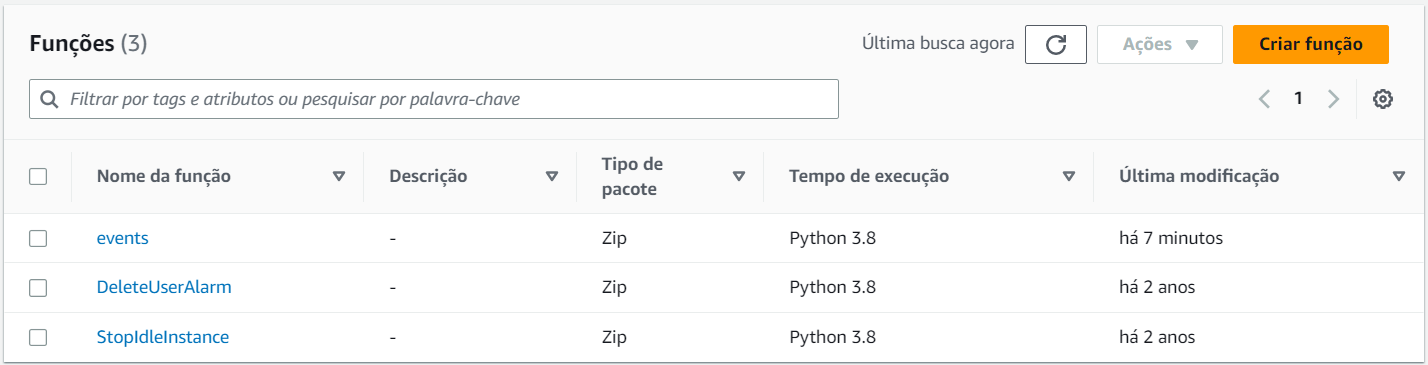 Funções (3)
Última busca agora
Ações
Criar função
Filtrar por tags e atributos ou pesquisar por palavra-chave
1
Nome da função Descrição Tipo de pacote Tempo de execução Última modificação
events - Zip Python 3.8 há 7 minutos
DeleteUserAlarm - Zip Python 3.8 há 2 anos
StopIdleInstance - Zip Python 3.8 há 2 anos